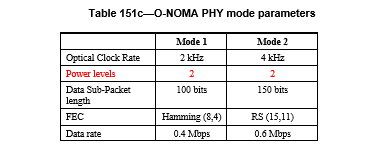 Table 151c—O-NOMA PHY mode parameters
Mode 1 Mode 2
Optical Clock Rate 2 kHz 4 kHz
Power levels 2 2
Data Sub-Packet 100 bits 150 bits
length
FEC Hamming (8,4) RS (15,11)
Data rate 0.4 Mbps 0.6 Mbps